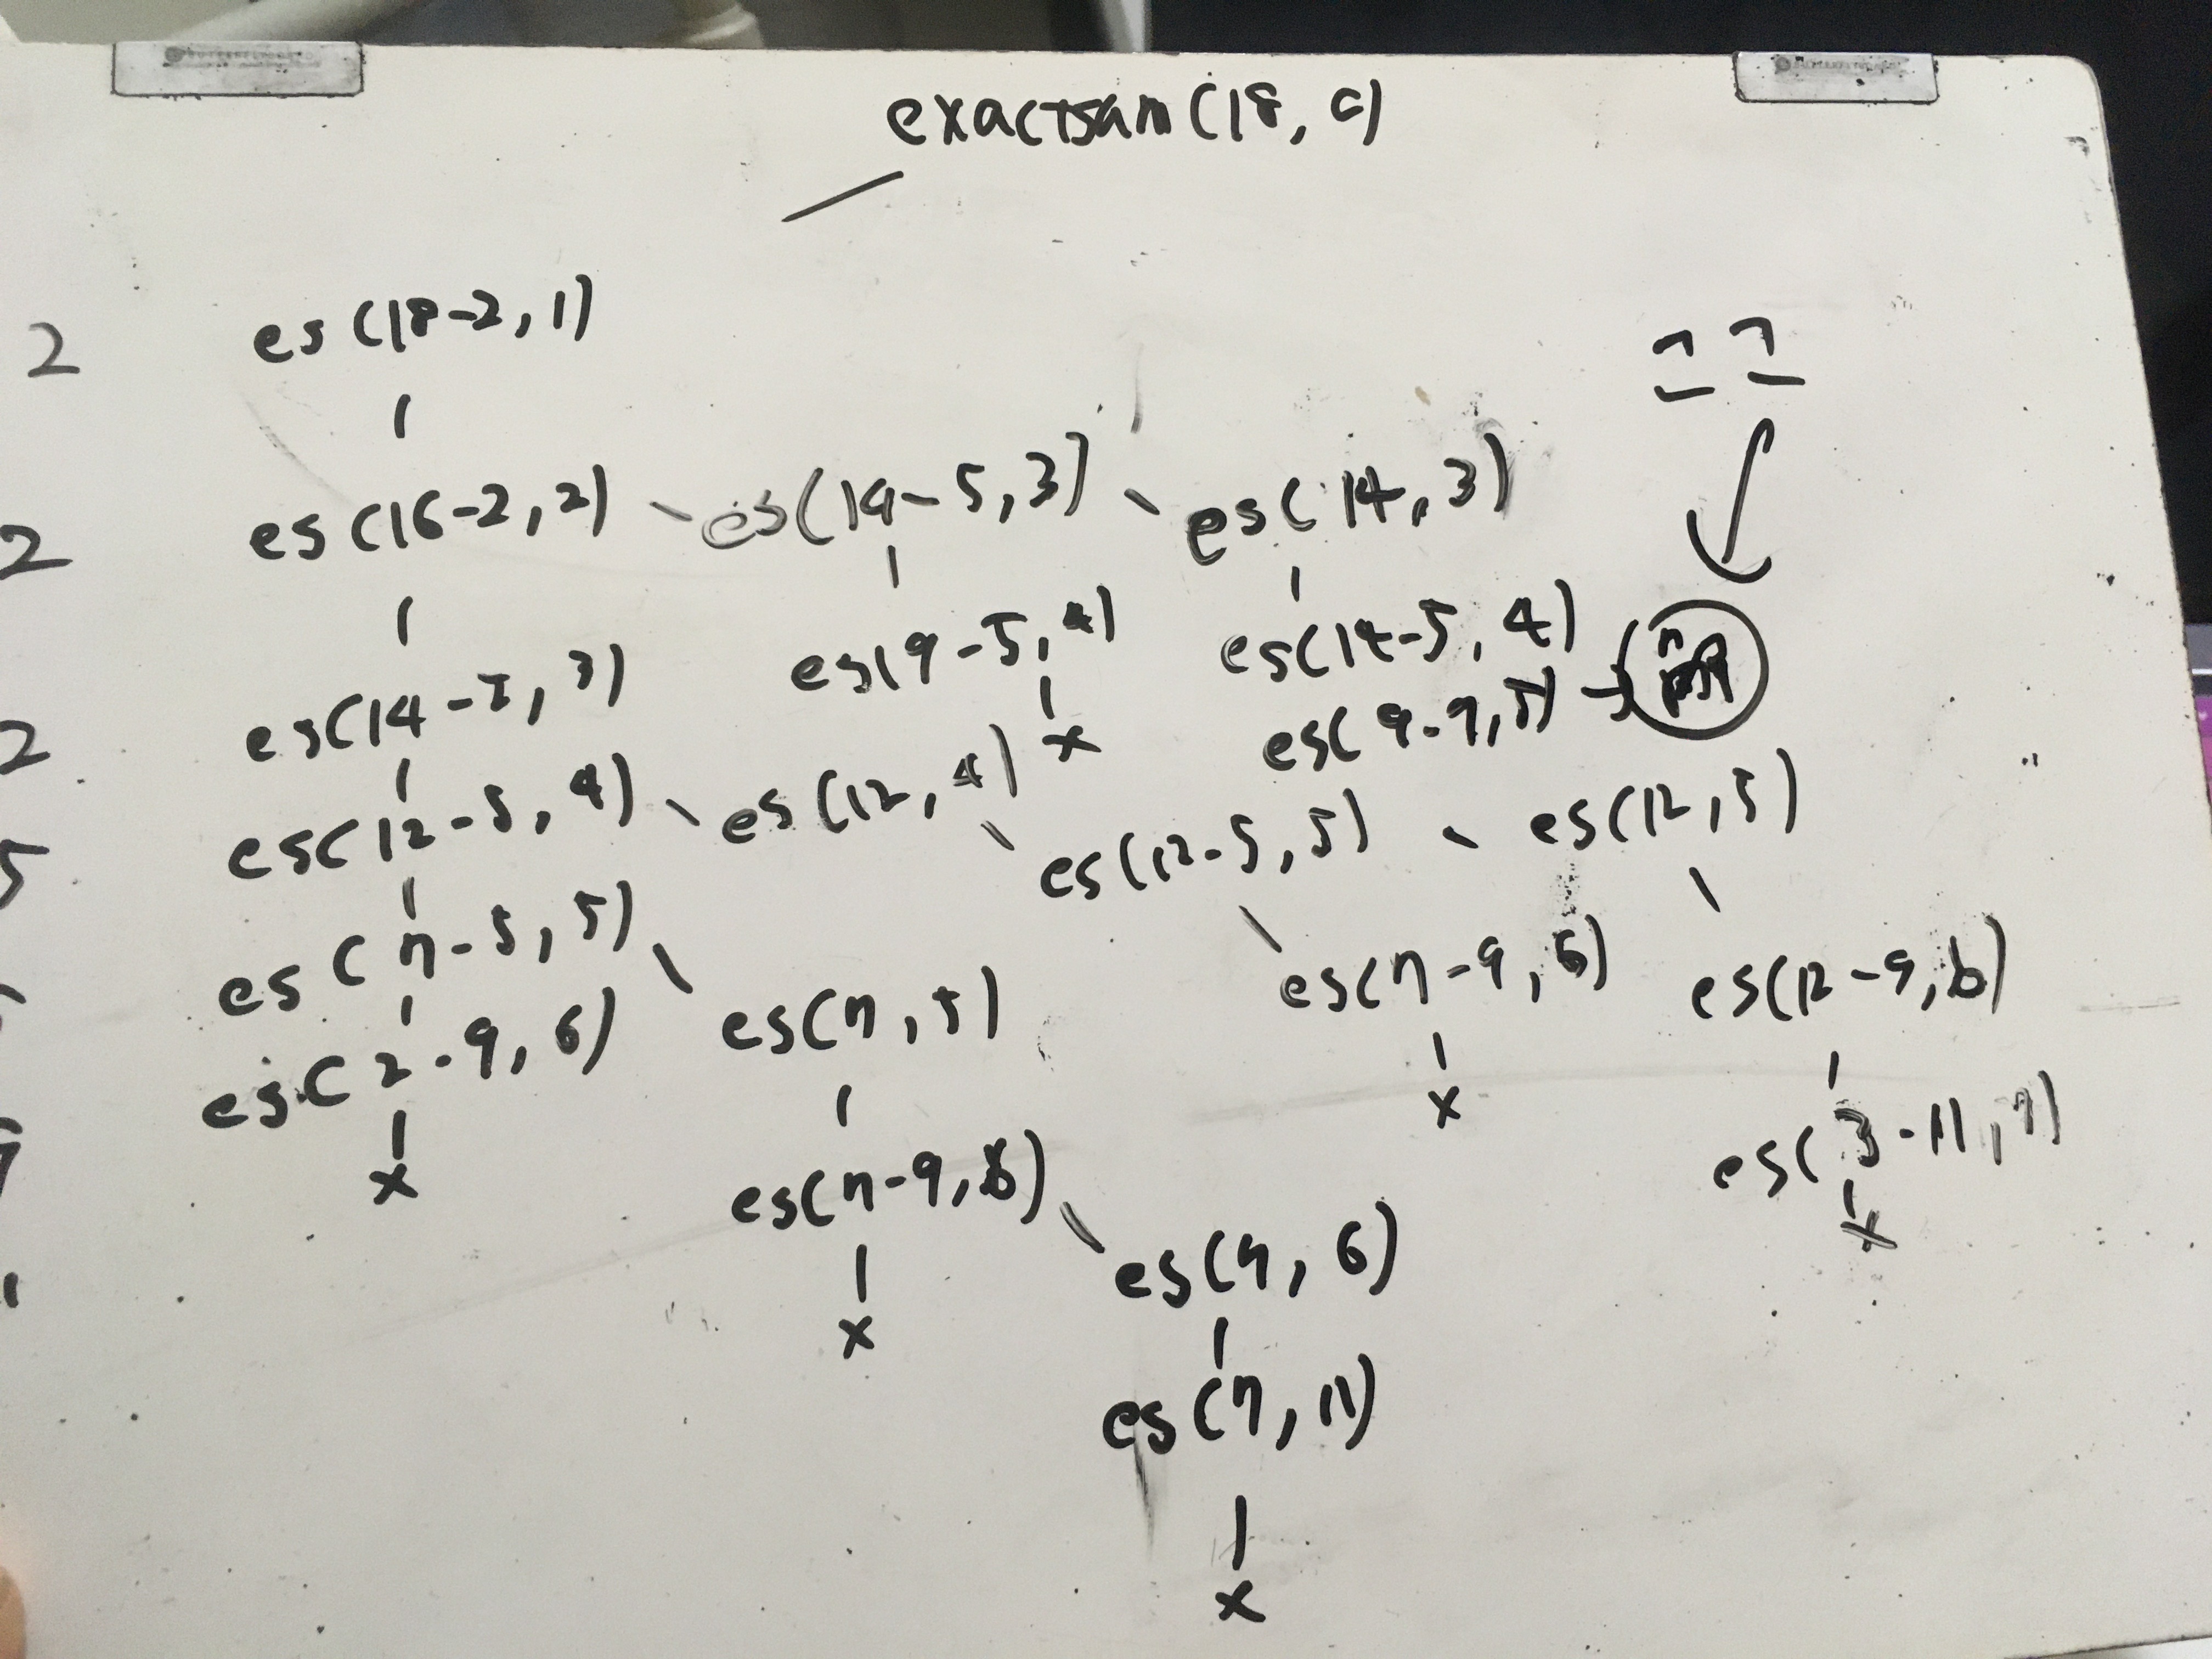 exactsam(18, 0)
2 es(18-2, 1)
22
2 es(16-2, 2) es(14-5, 3) es(14, 3)
es(9-5, 4) es(14-5, 4)
2 es(14-2, 3) es(9-9, 5)
5 es(12-5, 4) es(12, 4) es(12-5, 5) es(12, 5)
es(7-5, 5) es(7, 5) es(7-9, 6) es(12-9, 6)
es(2-9, 6) x es(3-11, 7)
x es(7-9, 6) x
x es(7, 6)
es(7, 11)
x